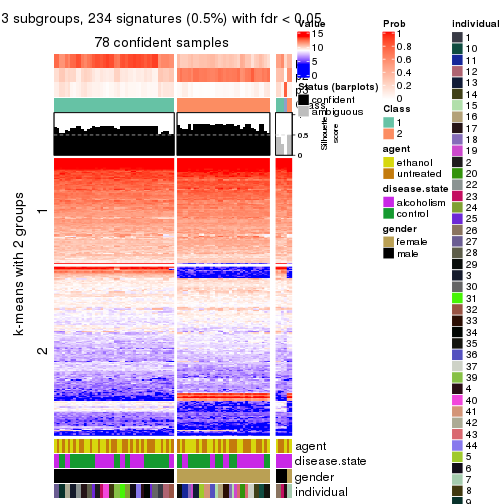 3 subgroups, 234 signatures (0.5%) with fdr < 0.05
78 confident samples
k-means with 2 groups
1
2
p3
Class
agent
disease.state
gender
individual
Value
15
10
5
0
Status (barplots)
confident
ambiguous
0.5
0
Silhouette
score
Prob
1
0.8
0.6
0.4
0.2
0
Class
1
2
agent
ethanol
untreated
disease.state
alcoholism
control
gender
female
male
individual
1
10
11
12
13
14
15
16
17
18
19
2
20
22
23
24
25
26
27
28
29
3
30
31
32
33
34
35
36
37
39
4
40
41
42
43
44
5
6
7
8
9